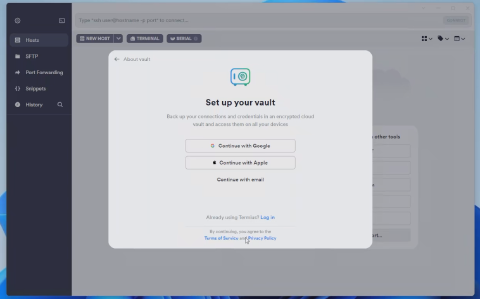 Type "ssh user@hostname -p port" to connect...
Hosts
NEW HOST
TERMINAL
SERIAL
SFTP
Port Forwarding
Snippets
History
About vault
Set up your vault
Back up your connections and credentials in an encrypted cloud
vault and access them on all your devices
Continue with Google
Continue with Apple
Continue with email
Already using Termius? Log in
By continuing, you agree to the
Terms of Service and Privacy Policy
other tools